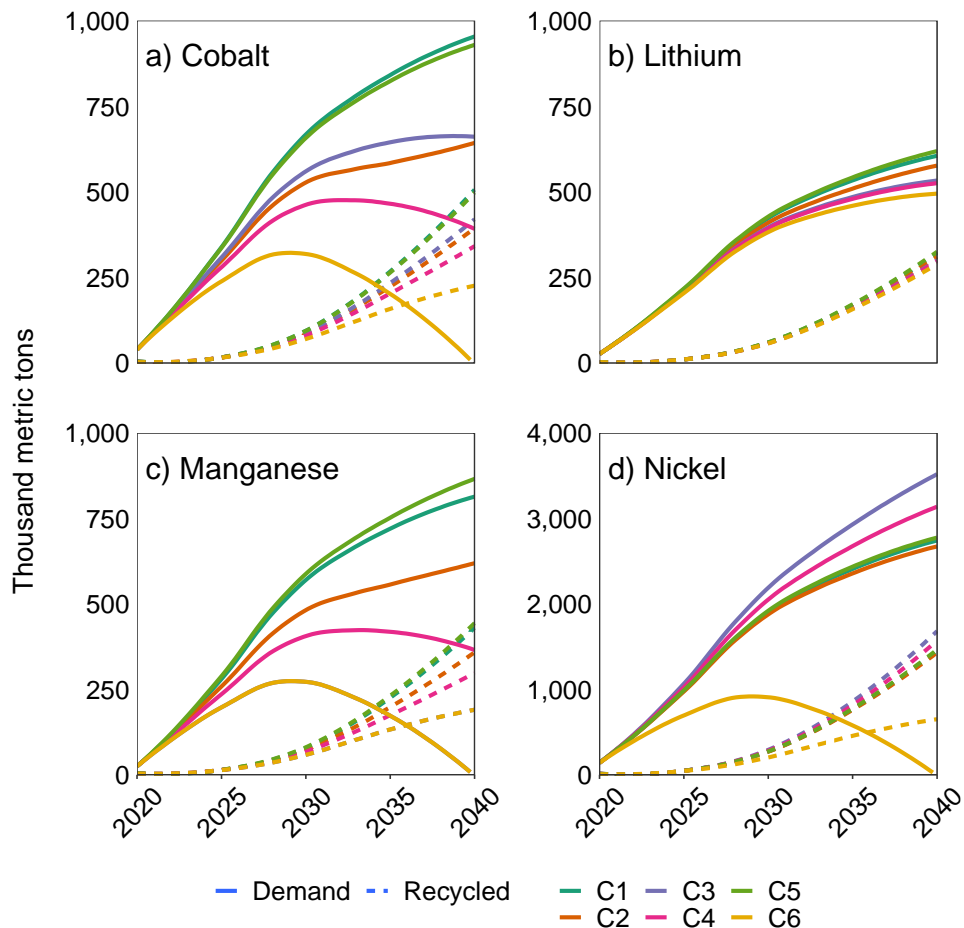 Thousand metric tons
a) Cobalt
1,000
750
500
250
0
b) Lithium
1,000
750
500
250
0
c) Manganese
1,000
750
500
250
0
2020 2025 2030 2035 2040
d) Nickel
4,000
3,000
2,000
1,000
0
2020 2025 2030 2035 2040
Demand Recycled
C1 C3 C5
C2 C4 C6